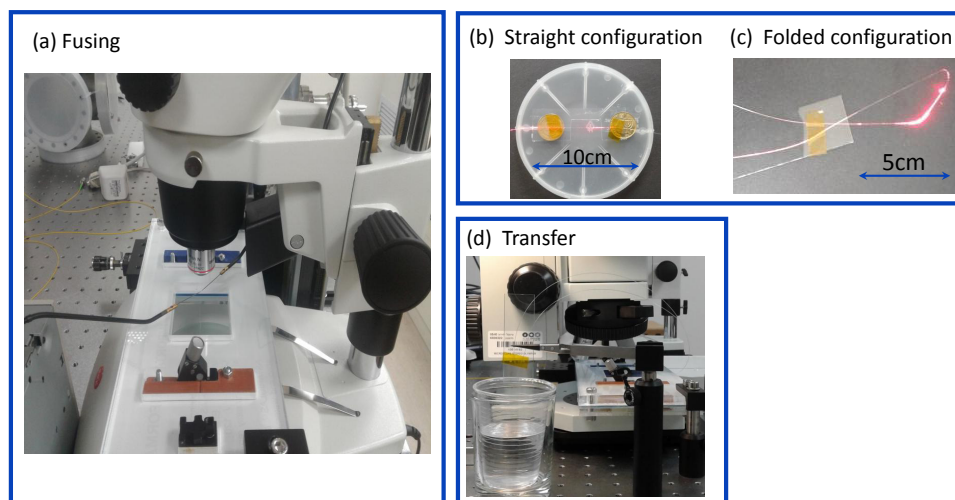 (a) Fusing
(b) Straight configuration
(c) Folded configuration
10cm
5cm
(d) Transfer